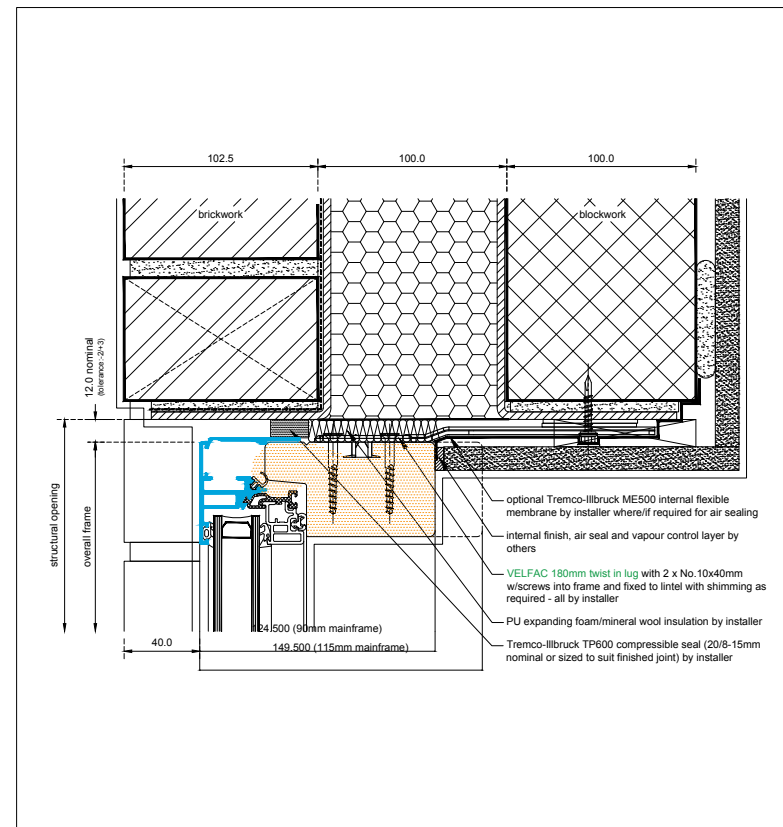 102.5
100.0
100.0
brickwork
blockwork
12.0 nominal
(tolerance:-2/+3)
structural opening
overall frame
optional Tremco-Illbruck ME500 internal flexible
membrane by installer where/if required for air sealing
internal finish, air seal and vapour control layer by
others
VELFAC 180mm twist in lug with 2 x No.10x40mm
w/screws into frame and fixed to lintel with shimming as
required - all by installer
PU expanding foam/mineral wool insulation by installer
Tremco-Illbruck TP600 compressible seal (20/8-15mm
nominal or sized to suit finished joint) by installer
124.500 (90mm mainframe)
40.0
149.500 (115mm mainframe)